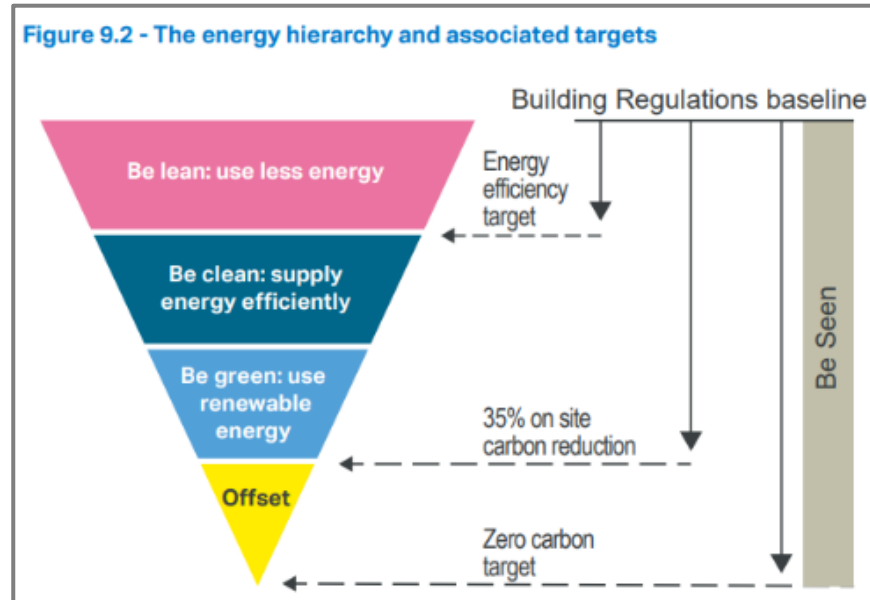 Figure 9.2 - The energy hierarchy and associated targets
Building Regulations baseline
Be lean: use less energy
Energy
efficiency
target
Be clean: supply
energy efficiently
Be green: use
renewable
energy
35% on site
carbon reduction
Offset
Zero carbon
target
Be Seen